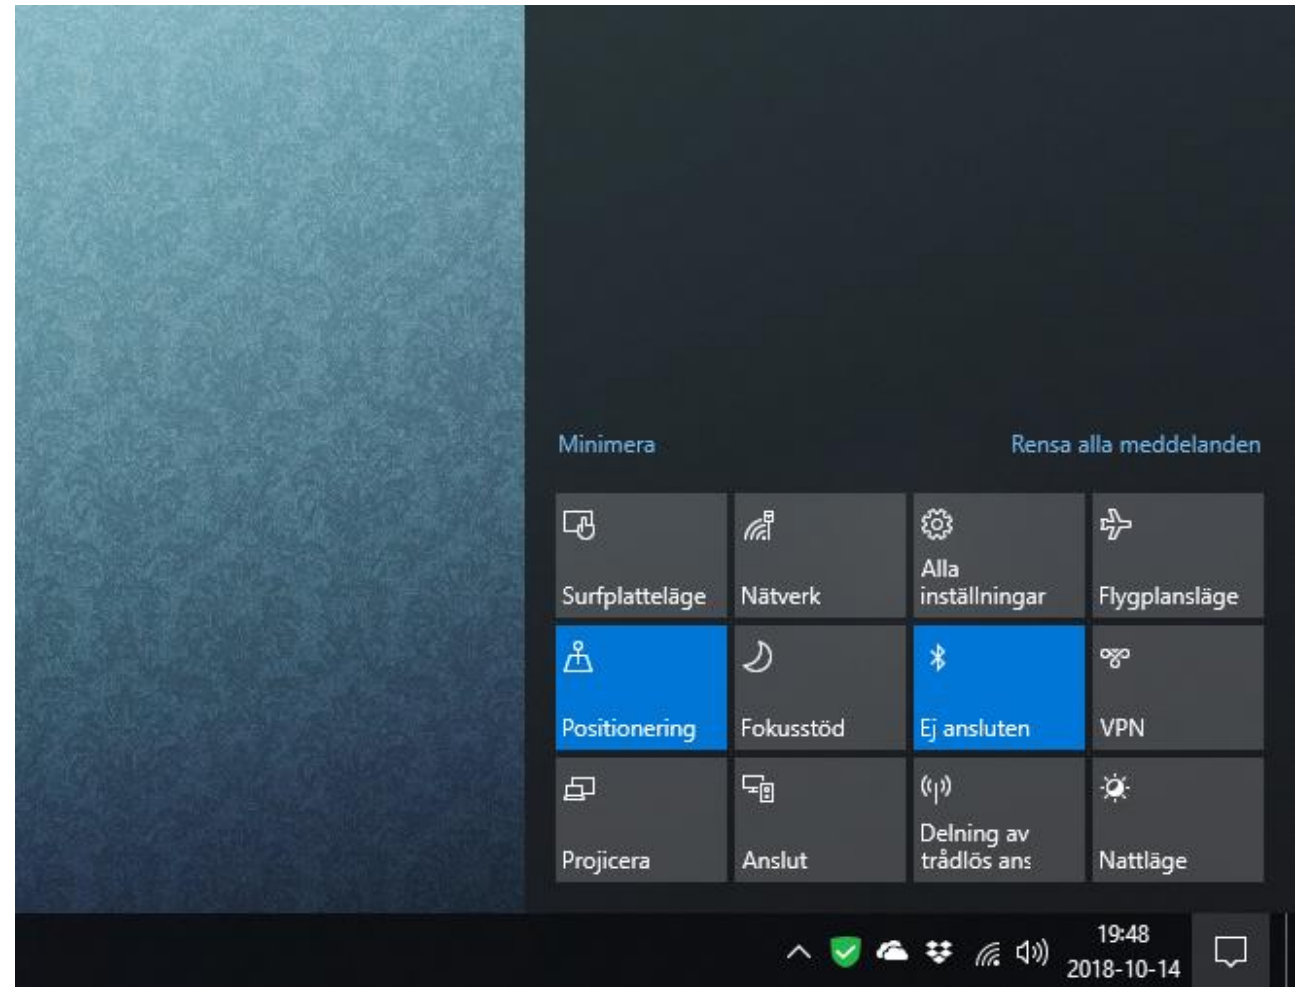 Minimera
Rensa alla meddelanden
Surfplatteläge
Nätverk
Alla
inställningar
Flygplansläge
Positionering
Fokusstöd
Ej ansluten
VPN
Projicera
Anslut
Delning av
trådlös ans
Nattläge
19:48
2018-10-14